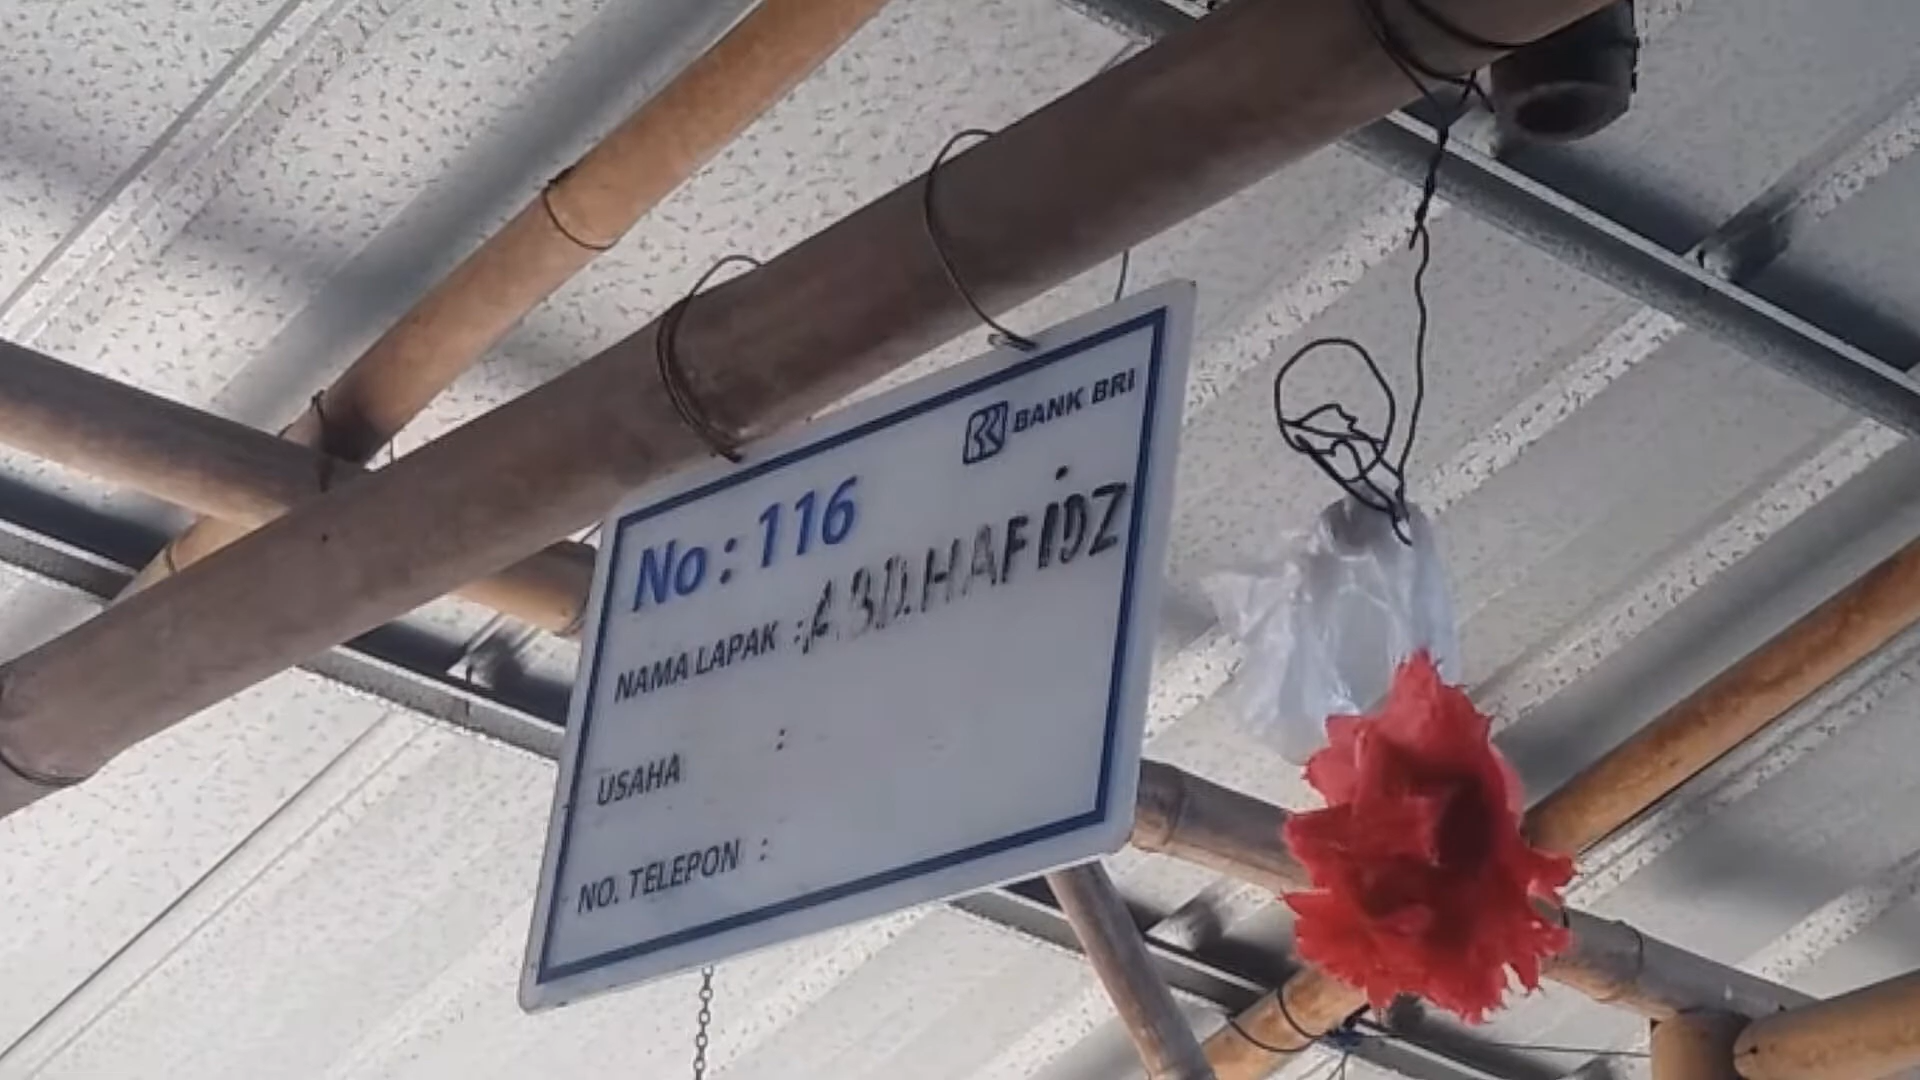 BANK BRI
No : 116
NAMA LAPAK : ABD.HAFIDZ
USAHA :
NO. TELEPON :